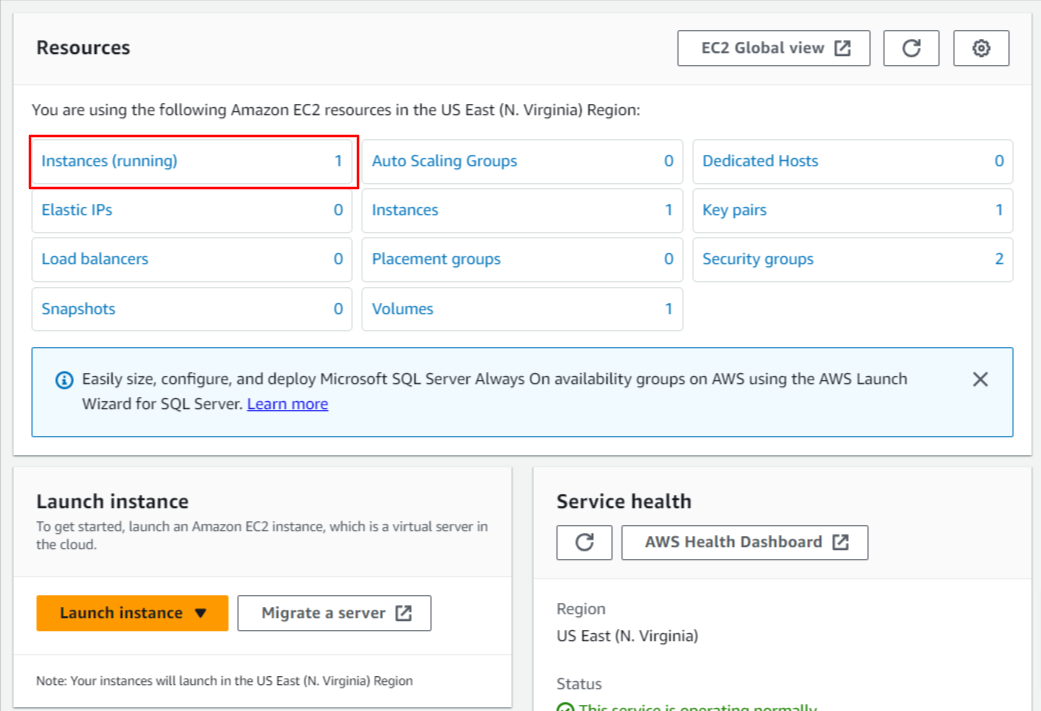 Resources
EC2 Global view
You are using the following Amazon EC2 resources in the US East (N. Virginia) Region:
Instances (running) 1
Auto Scaling Groups 0
Dedicated Hosts 0
Elastic IPs 0
Instances 1
Key pairs 1
Load balancers 0
Placement groups 0
Security groups 2
Snapshots 0
Volumes 1
Easily size, configure, and deploy Microsoft SQL Server Always On availability groups on AWS using the AWS Launch
Wizard for SQL Server. Learn more
Launch instance
To get started, launch an Amazon EC2 instance, which is a virtual server in
the cloud.
Launch instance
Migrate a server
Note: Your instances will launch in the US East (N. Virginia) Region
Service health
AWS Health Dashboard
Region
US East (N. Virginia)
Status
This service is operating normally